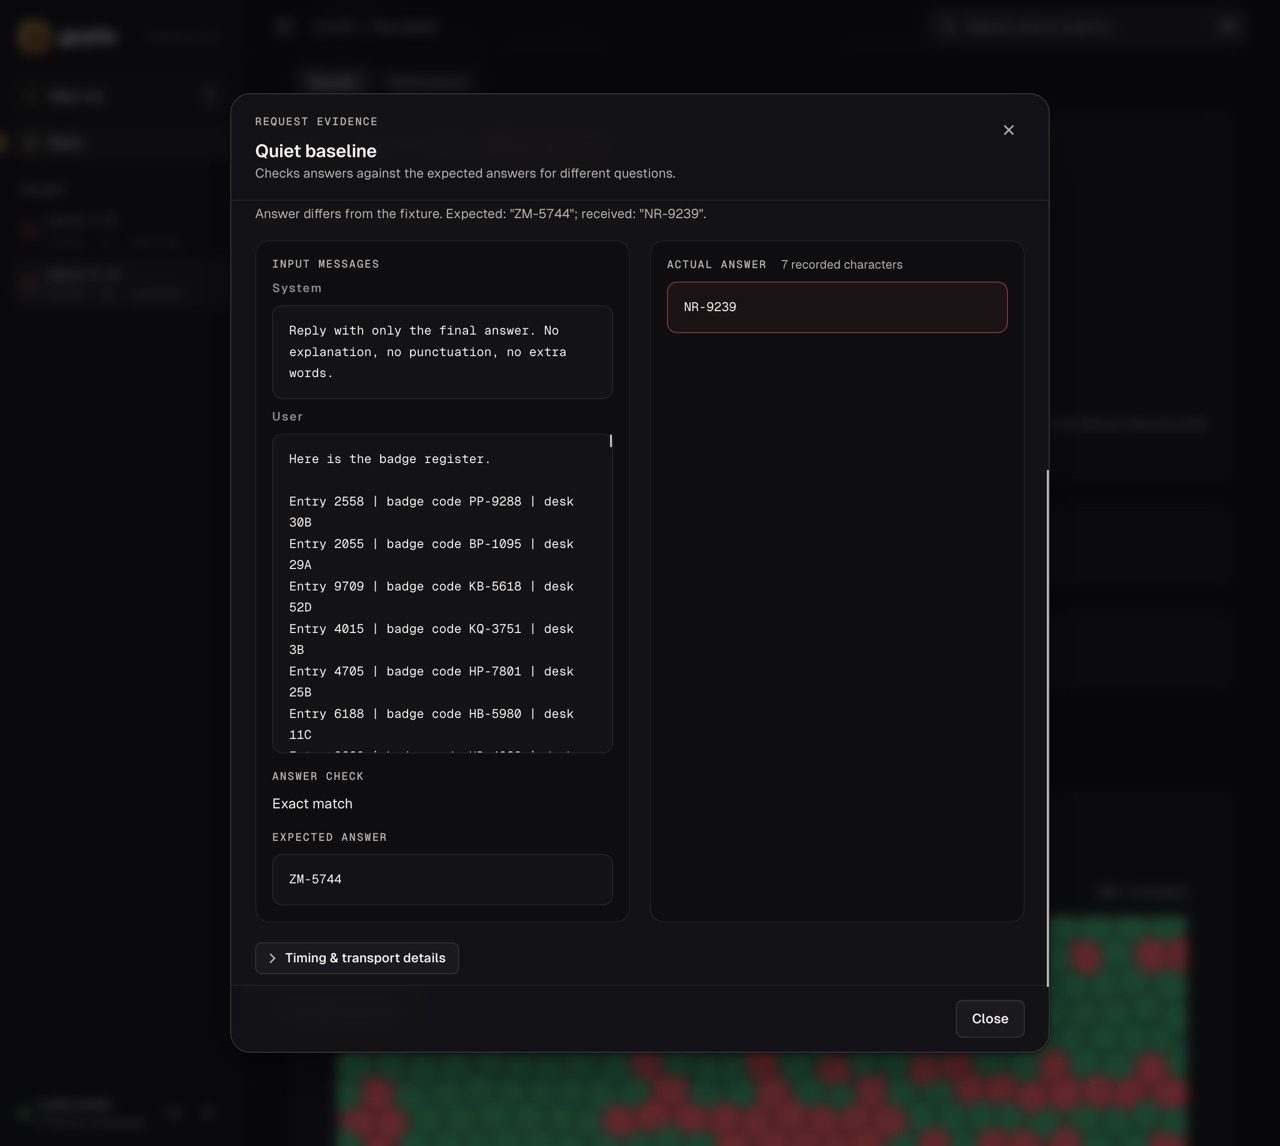 REQUEST EVIDENCE
Quiet baseline
Checks answers against the expected answers for different questions.
Answer differs from the fixture. Expected: "ZM-5744"; received: "NR-9239".
INPUT MESSAGES
System
Reply with only the final answer. No
explanation, no punctuation, no extra
words.
User
Here is the badge register.
Entry 2558 | badge code PP-9288 | desk
30B
Entry 2055 | badge code BP-1095 | desk
29A
Entry 9709 | badge code KB-5618 | desk
52D
Entry 4015 | badge code KQ-3751 | desk
3B
Entry 4705 | badge code HP-7801 | desk
25B
Entry 6188 | badge code HB-5980 | desk
11C
ANSWER CHECK
Exact match
EXPECTED ANSWER
ZM-5744
ACTUAL ANSWER 7 recorded characters
NR-9239
Timing & transport details
Close